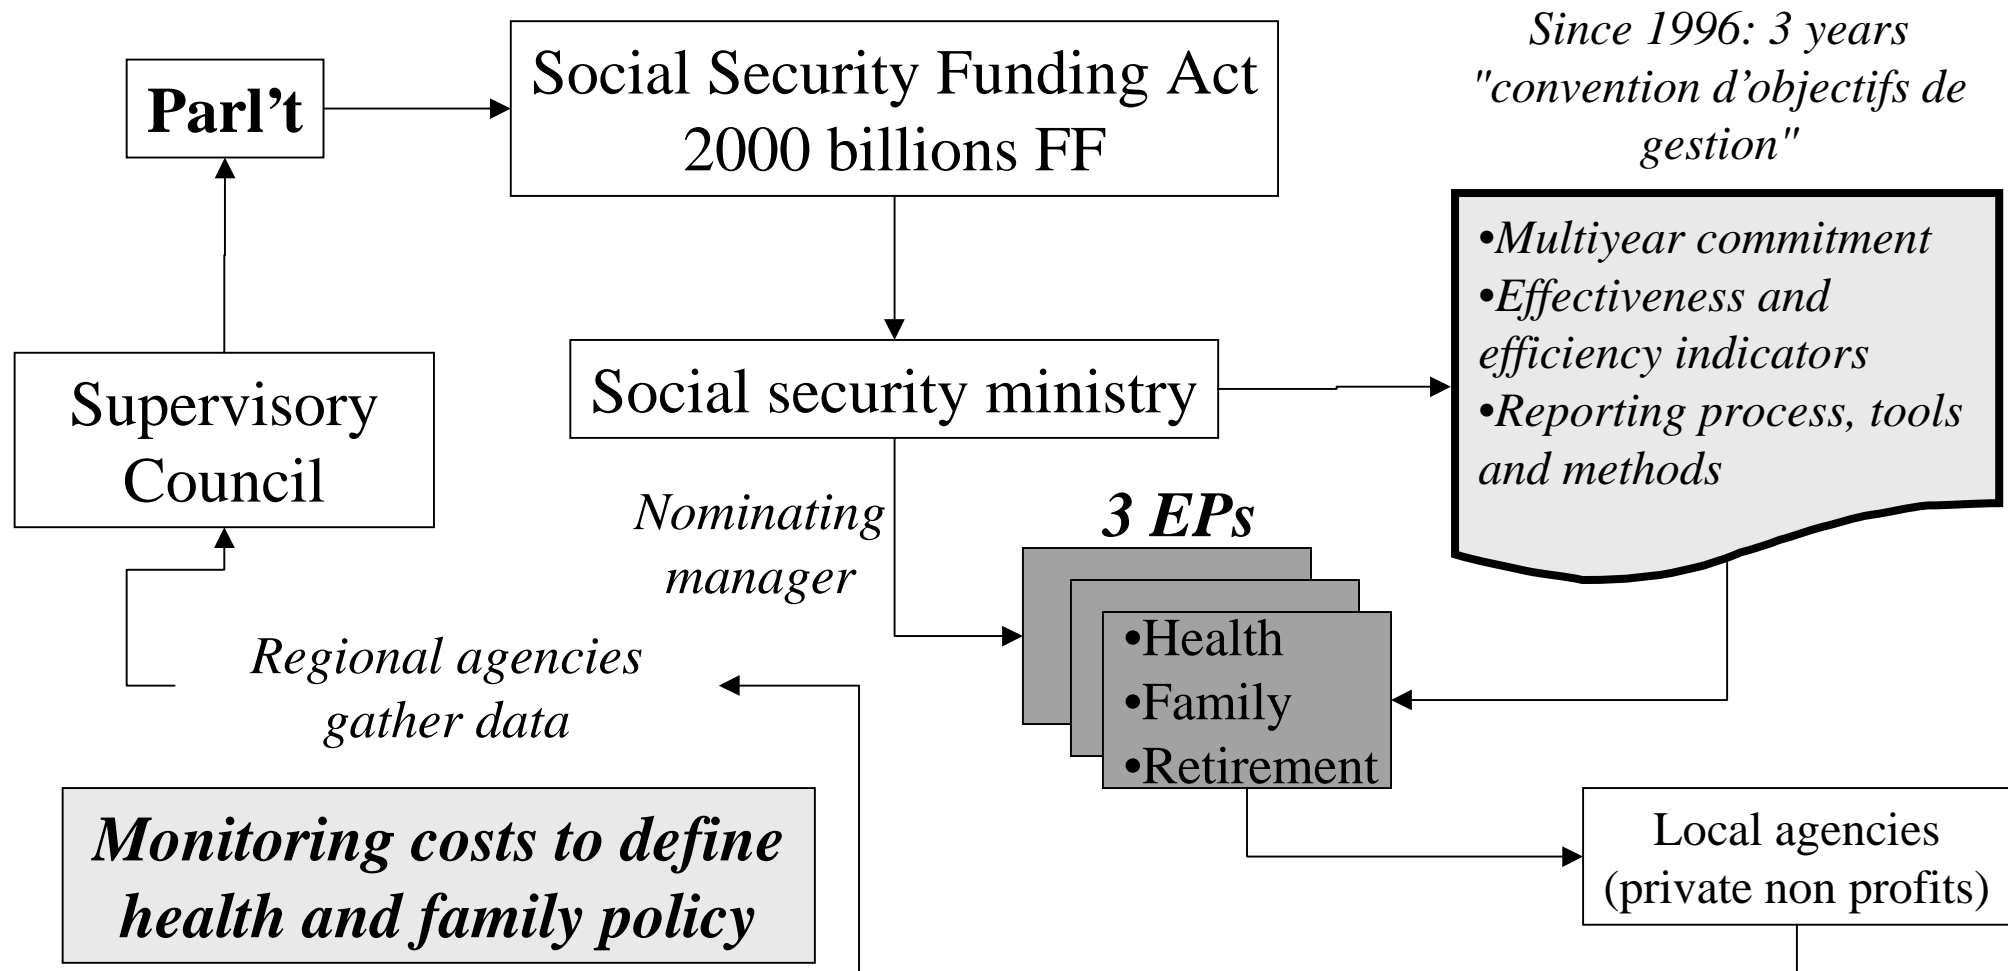 Parl't
Social Security Funding Act
2000 billions FF
Since 1996: 3 years
"convention d'objectifs de
gestion"
•Multiyear commitment
•Effectiveness and
efficiency indicators
•Reporting process, tools
and methods
Supervisory
Council
Social security ministry
Nominating
manager
3 EPs
•Health
•Family
•Retirement
Regional agencies
gather data
Monitoring costs to define
health and family policy
Local agencies
(private non profits)